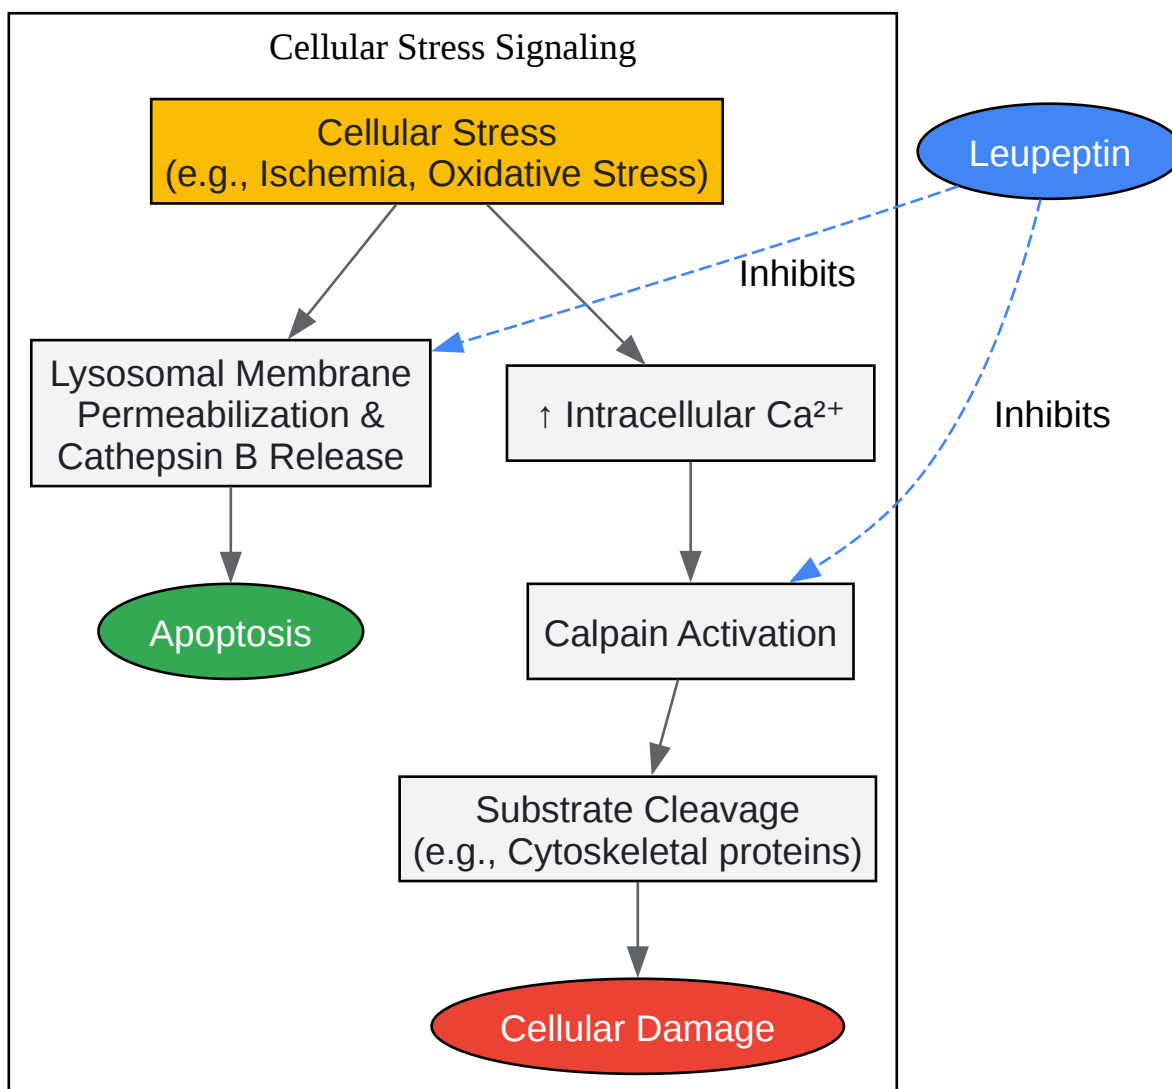 Cellular Stress Signaling
Cellular Stress
(e.g., Ischemia, Oxidative Stress)
Leupeptin
Inhibits
Lysosomal Membrane
Permeabilization &
Cathepsin B Release
↑ Intracellular Ca²⁺
Inhibits
Apoptosis
Calpain Activation
Substrate Cleavage
(e.g., Cytoskeletal proteins)
Cellular Damage